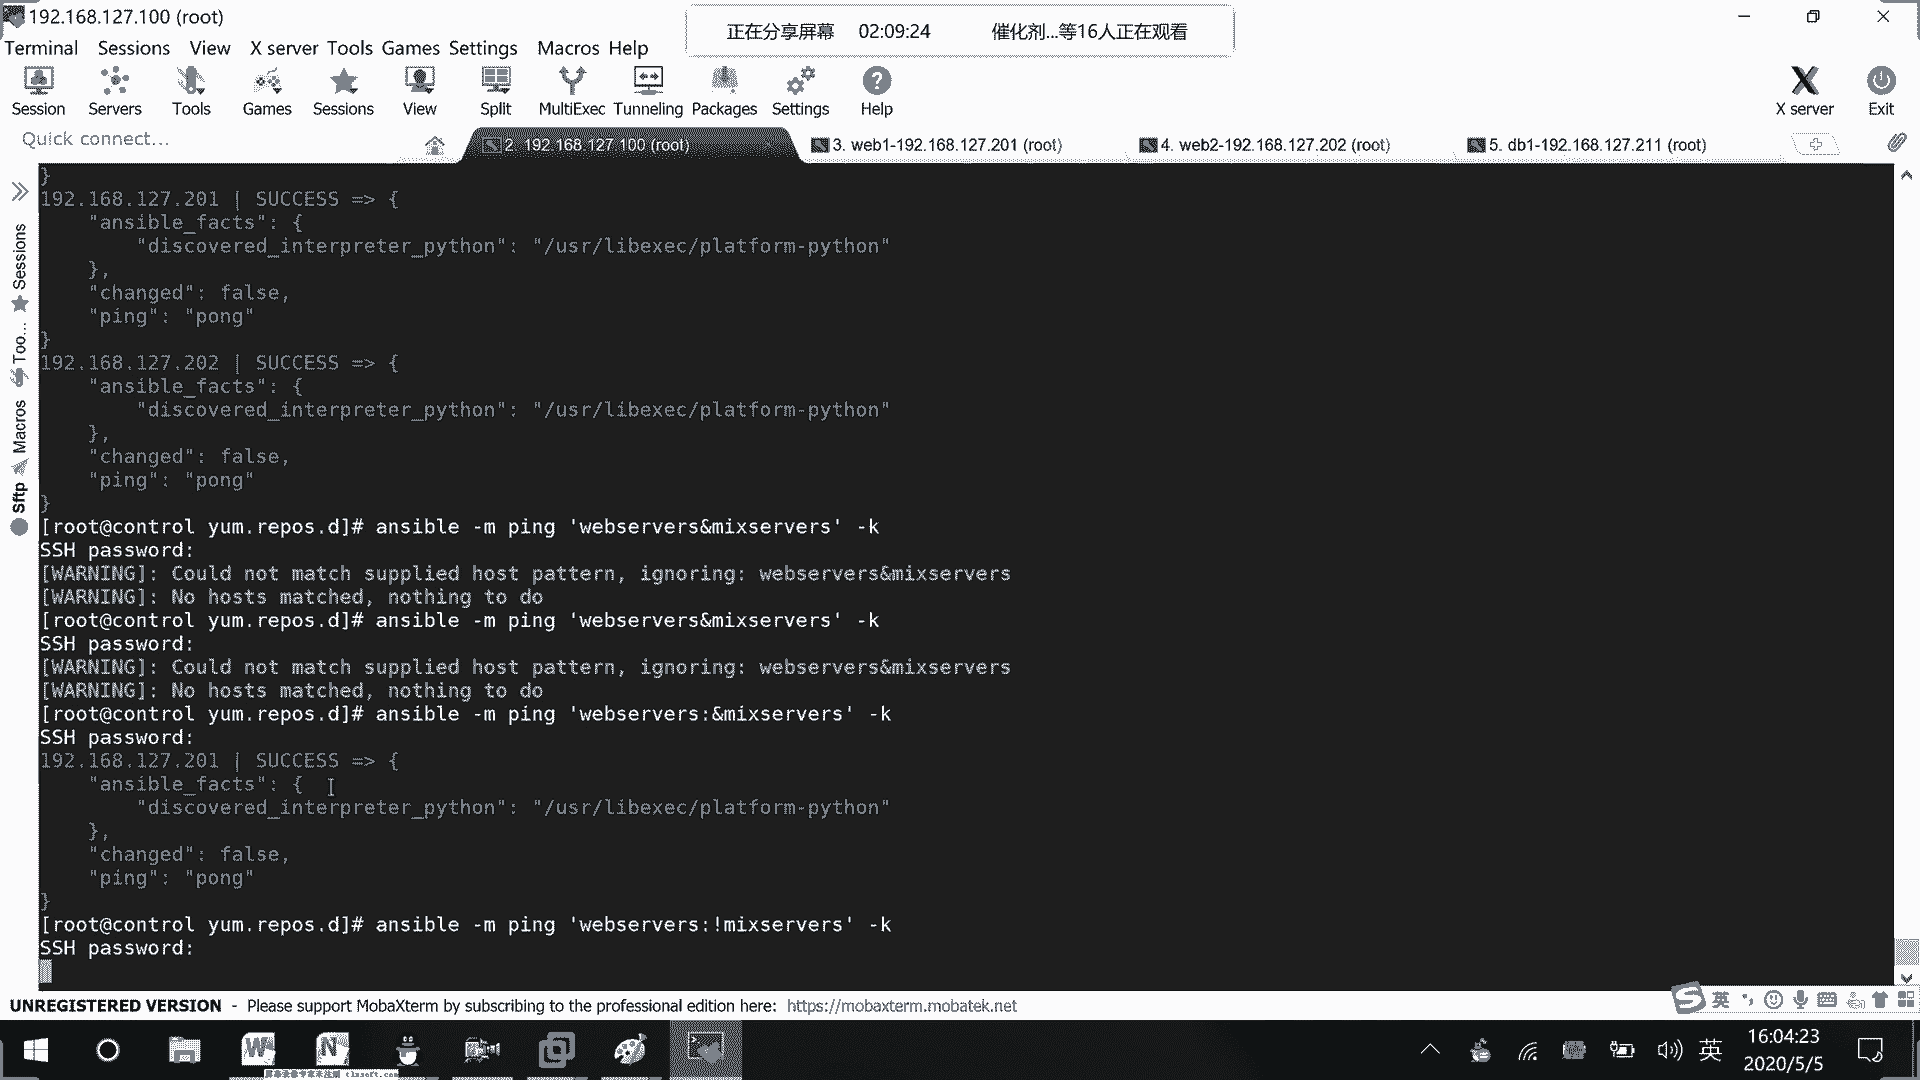 192.168.127.100 (root)
正在分享屏幕 02:09:24 催化剂...等16人正在观看
Terminal Sessions View X server Tools Games Settings Macros Help
Session Servers Tools Games Sessions View Split MultiExec Tunneling Packages Settings Help X server Exit
Quick connect...
2. 192.168.127.100 (root)
3. web1-192.168.127.201 (root)
4. web2-192.168.127.202 (root)
5. db1-192.168.127.211 (root)
Sessions
Too...
Macros
Sftp
}
192.168.127.201 | SUCCESS => {
"ansible_facts": {
"discovered_interpreter_python": "/usr/libexec/platform-python"
},
"changed": false,
"ping": "pong"
}
192.168.127.202 | SUCCESS => {
"ansible_facts": {
"discovered_interpreter_python": "/usr/libexec/platform-python"
},
"changed": false,
"ping": "pong"
}
[root@control yum.repos.d]# ansible -m ping 'webservers&mixservers' -k
SSH password:
[WARNING]: Could not match supplied host pattern, ignoring: webservers&mixservers
[WARNING]: No hosts matched, nothing to do
[root@control yum.repos.d]# ansible -m ping 'webservers&mixservers' -k
SSH password:
[WARNING]: Could not match supplied host pattern, ignoring: webservers&mixservers
[WARNING]: No hosts matched, nothing to do
[root@control yum.repos.d]# ansible -m ping 'webservers:&mixservers' -k
SSH password:
192.168.127.201 | SUCCESS => {
"ansible_facts": {
"discovered_interpreter_python": "/usr/libexec/platform-python"
},
"changed": false,
"ping": "pong"
}
[root@control yum.repos.d]# ansible -m ping 'webservers:!mixservers' -k
SSH password:
UNREGISTERED VERSION - Please support MobaXterm by subscribing to the professional edition here: https://mobaxterm.mobatek.net
英
英
16:04:23
2020/5/5